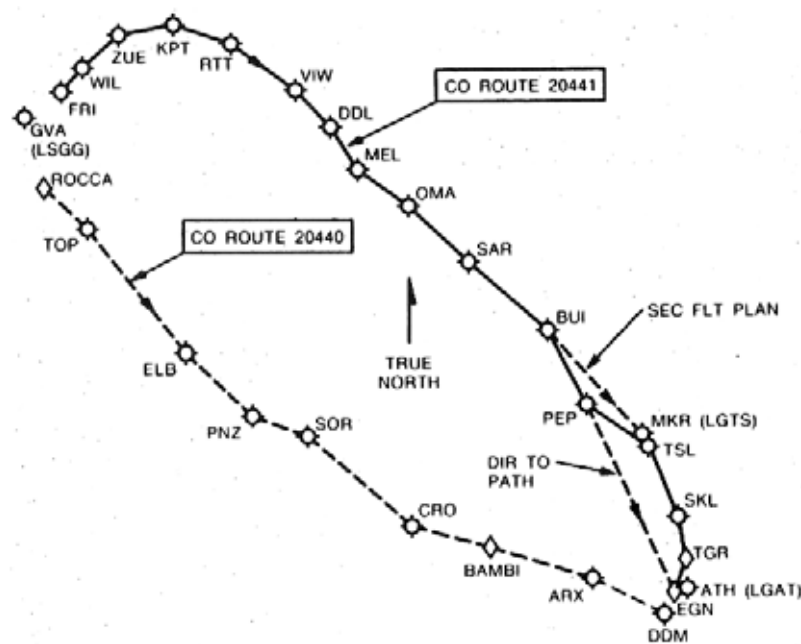 KPT
ZUE
RTT
WIL
VIW
FRI
CO ROUTE 20441
DDL
GVA
(LSGG)
MEL
ROCCA
OMA
TOP
CO ROUTE 20440
SAR
BUI
SEC FLT PLAN
ELB
TRUE
NORTH
PEP
MKR (LGTS)
PNZ
SOR
TSL
DIR TO
PATH
CRO
SKL
BAMBI
TGR
ARX
ATH (LGAT)
EGN
DDM